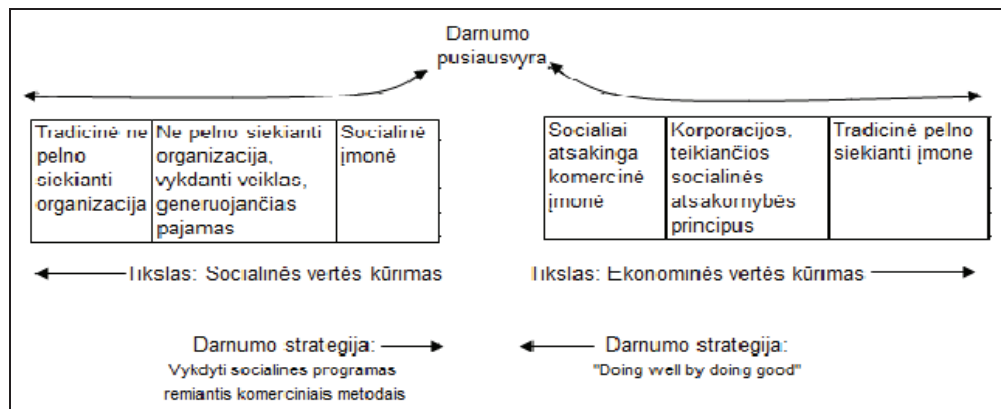 Darnumo
pusiausvyra
Tradicinė ne
pelno
siekianti
organizacija
Ne pelno siekianti
organizacija,
vykdanti veiklas,
generuojančias
pajamas
Socialinė
įmonė
Socialiai
atsakinga
komercinė
įmonė
Korporacijos,
teikiančios
socialinės
atsakomybės
principus
Tradicinė pelno
siekianti įmone
Tikslas: Socialinės vertės kūrimas
Tikslas: Ekonominės vertės kūrimas
Darnumo strategija:
Vykdyti socialines programas
remiantis komerciniais metodais
Darnumo strategija:
"Doing well by doing good"